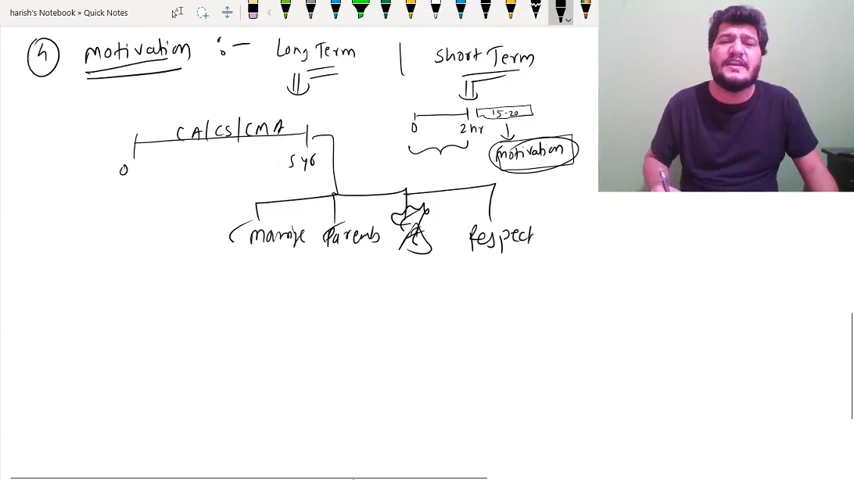 harish's Notebook » Quick Notes
4 motivation :- Long Term | Short Term
CA/CS/CMA
0 5 yrs
0 2 hr 15-20
motivation
Marriage Parents Respect